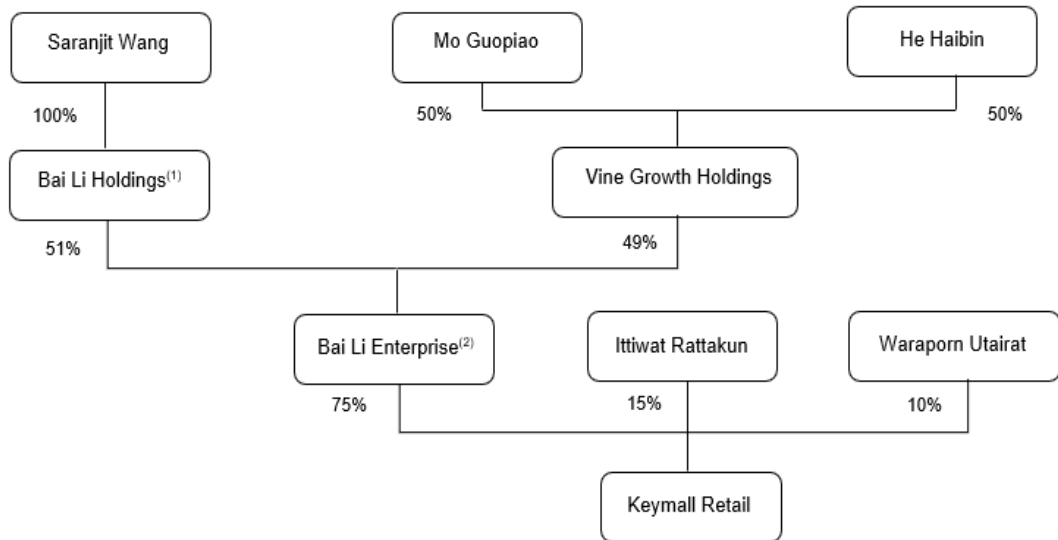 Saranjit Wang
Mo Guopiao
He Haibin
100%
50%
50%
Bai Li Holdings(1)
Vine Growth Holdings
51%
49%
Bai Li Enterprise(2)
Ittiwat Rattakun
Waraporn Utairat
75%
15%
10%
Keymall Retail